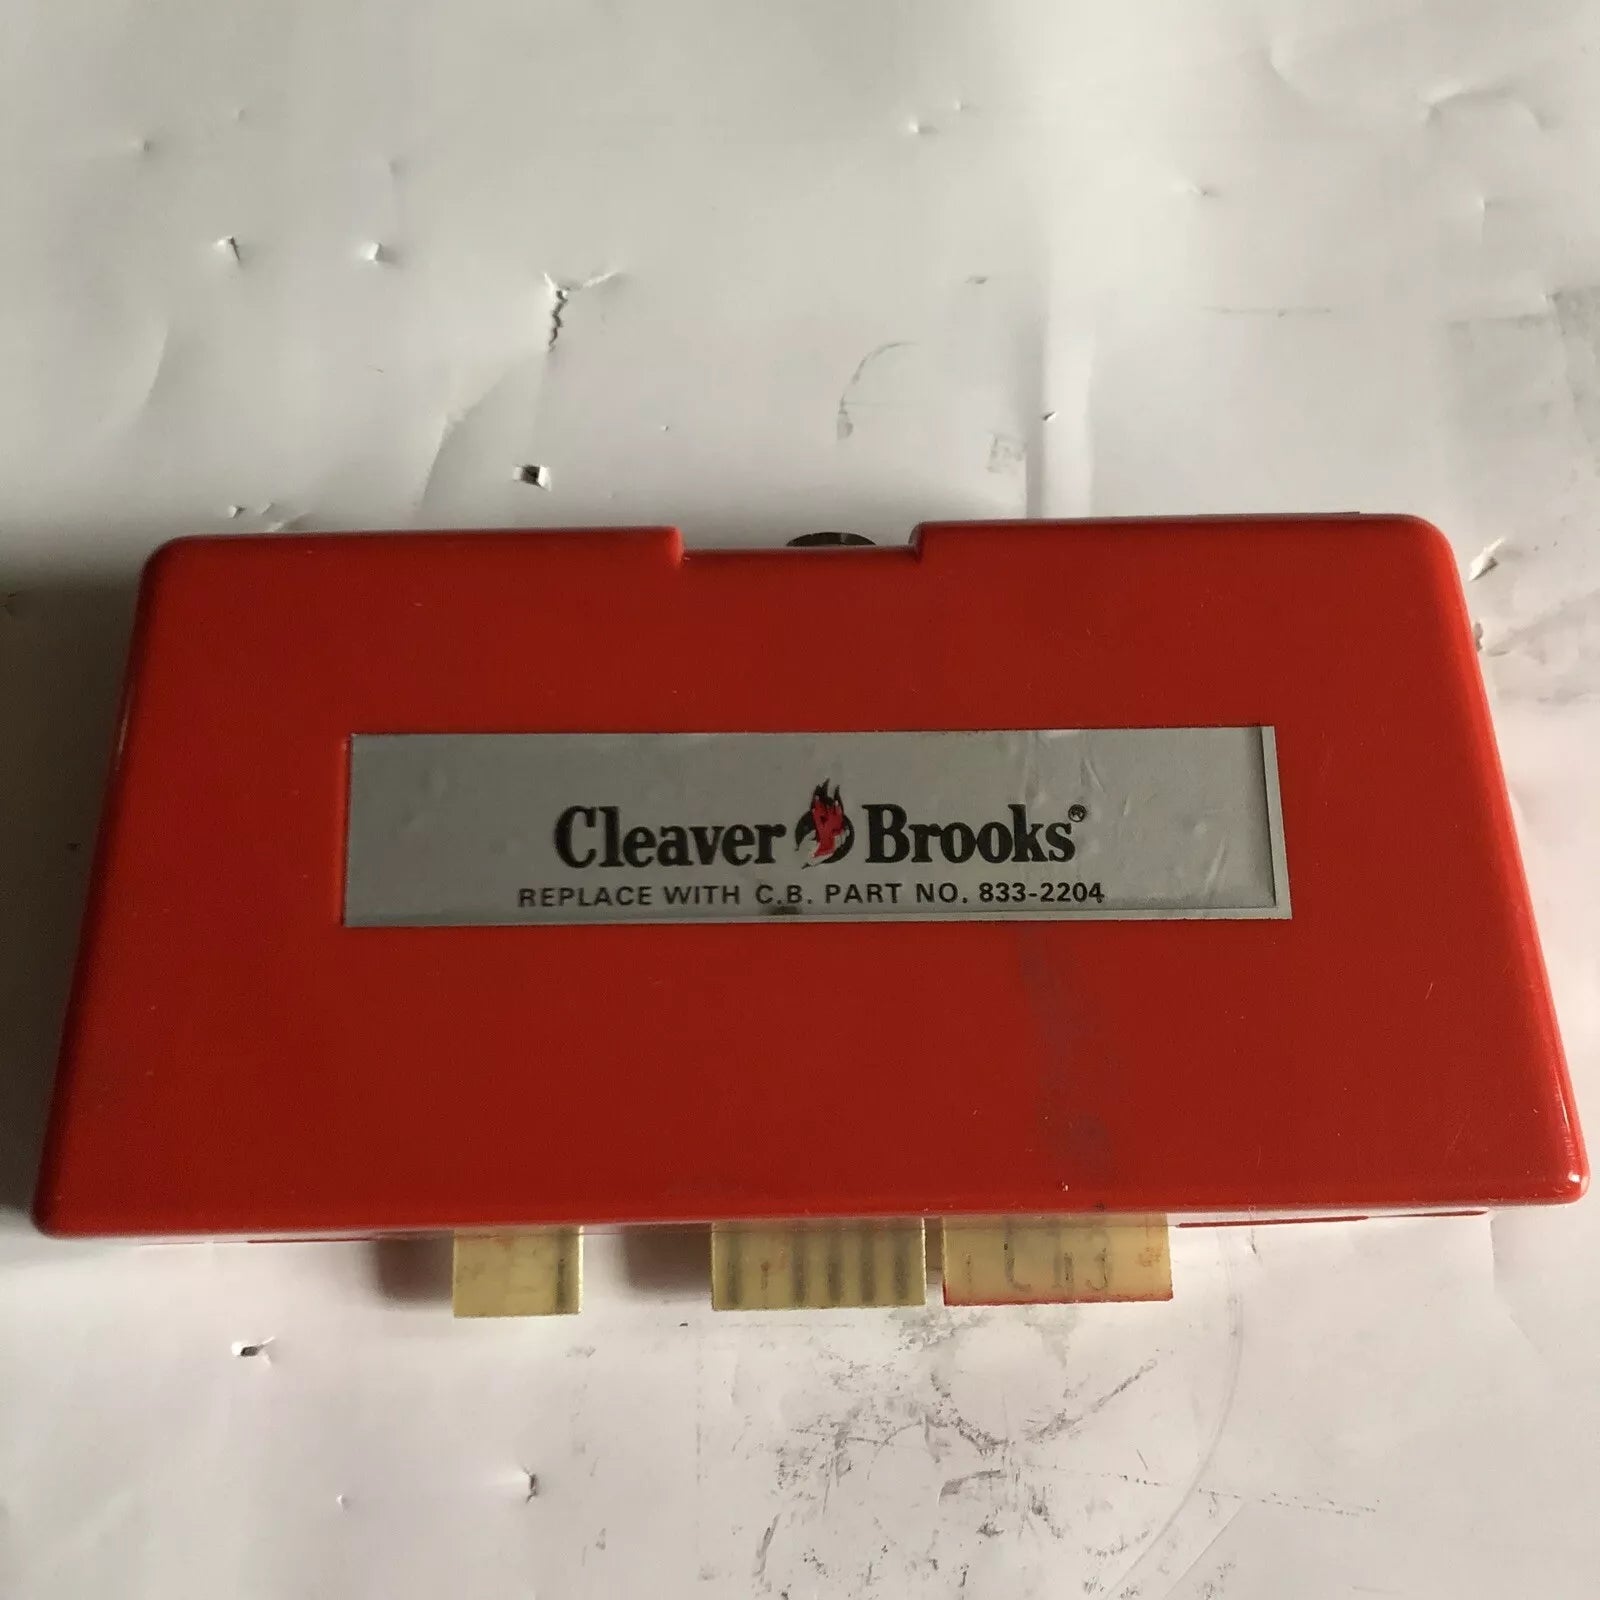 Cleaver Brooks®
REPLACE WITH C.B. PART NO. 833-2204